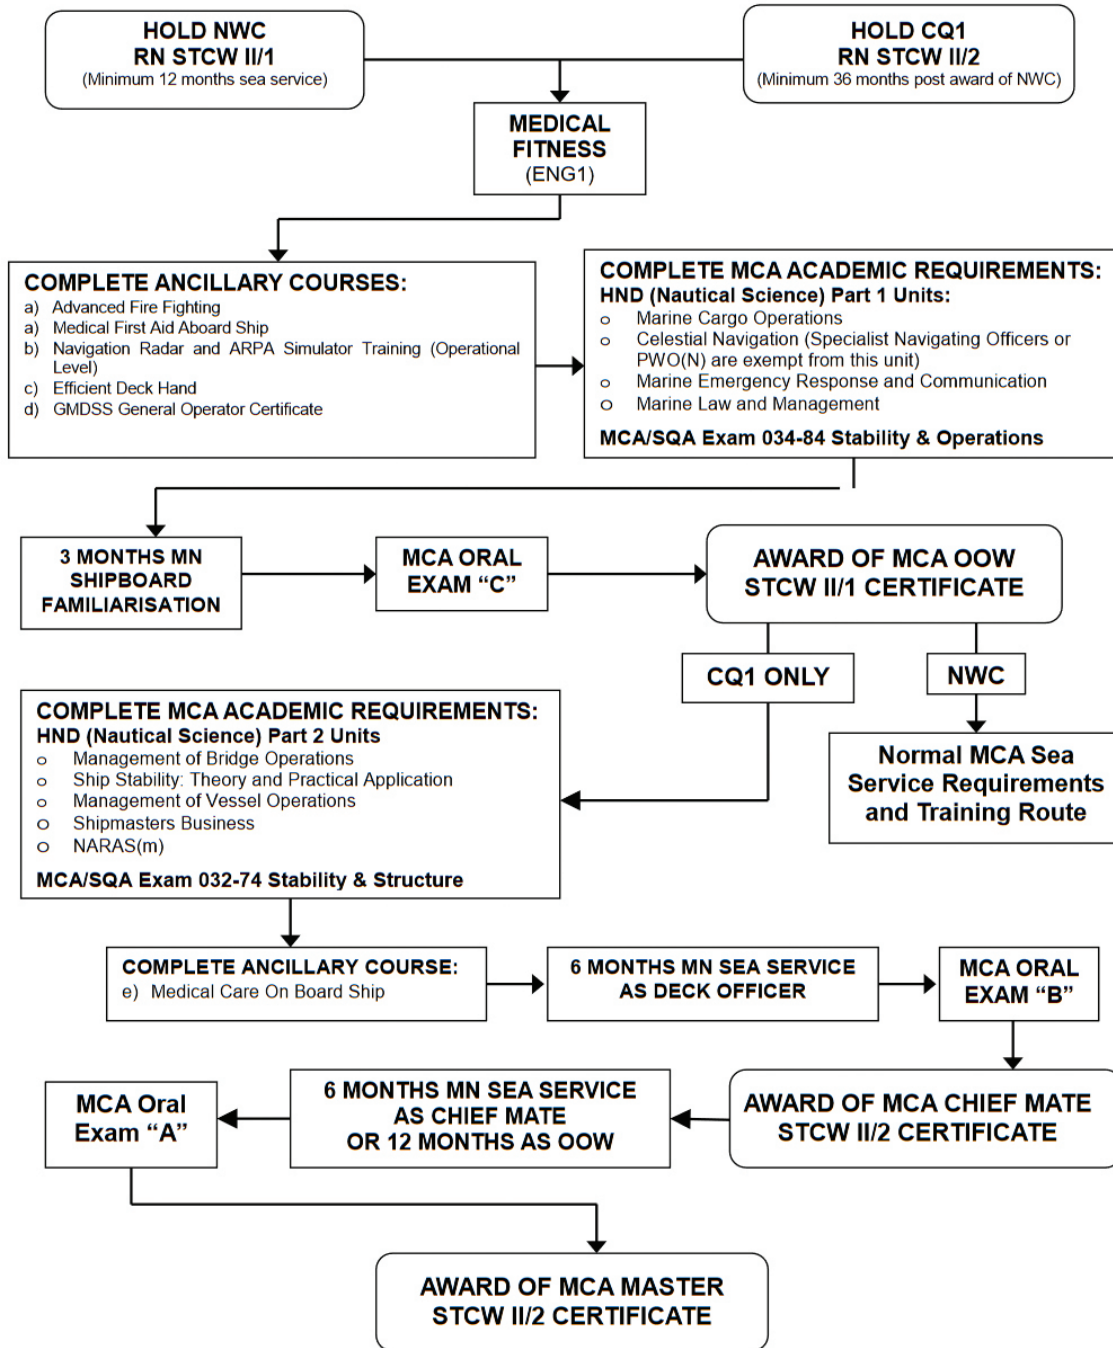 HOLD NWC
RN STCW II/1
(Minimum 12 months sea service)
HOLD CQ1
RN STCW II/2
(Minimum 36 months post award of NWC)
MEDICAL
FITNESS
(ENG1)
COMPLETE ANCILLARY COURSES:
a) Advanced Fire Fighting
a) Medical First Aid Aboard Ship
b) Navigation Radar and ARPA Simulator Training (Operational
Level)
c) Efficient Deck Hand
d) GMDSS General Operator Certificate
COMPLETE MCA ACADEMIC REQUIREMENTS:
HND (Nautical Science) Part 1 Units:
o Marine Cargo Operations
o Celestial Navigation (Specialist Navigating Officers or
PWO(N) are exempt from this unit)
o Marine Emergency Response and Communication
o Marine Law and Management
MCA/SQA Exam 034-84 Stability & Operations
3 MONTHS MN
SHIPBOARD
FAMILIARISATION
MCA ORAL
EXAM “C”
AWARD OF MCA OOW
STCW II/1 CERTIFICATE
CQ1 ONLY
NWC
COMPLETE MCA ACADEMIC REQUIREMENTS:
HND (Nautical Science) Part 2 Units
o Management of Bridge Operations
o Ship Stability: Theory and Practical Application
o Management of Vessel Operations
o Shipmasters Business
o NARAS(m)
MCA/SQA Exam 032-74 Stability & Structure
Normal MCA Sea
Service Requirements
and Training Route
COMPLETE ANCILLARY COURSE:
e) Medical Care On Board Ship
6 MONTHS MN SEA SERVICE
AS DECK OFFICER
MCA ORAL
EXAM “B”
MCA Oral
Exam “A”
6 MONTHS MN SEA SERVICE
AS CHIEF MATE
OR 12 MONTHS AS OOW
AWARD OF MCA CHIEF MATE
STCW II/2 CERTIFICATE
AWARD OF MCA MASTER
STCW II/2 CERTIFICATE